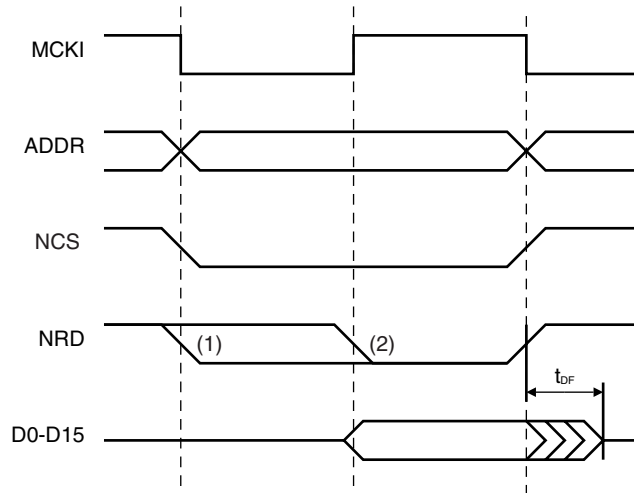 MCKI
ADDR
NCS
NRD
(1)
(2)
tDF
D0-D15